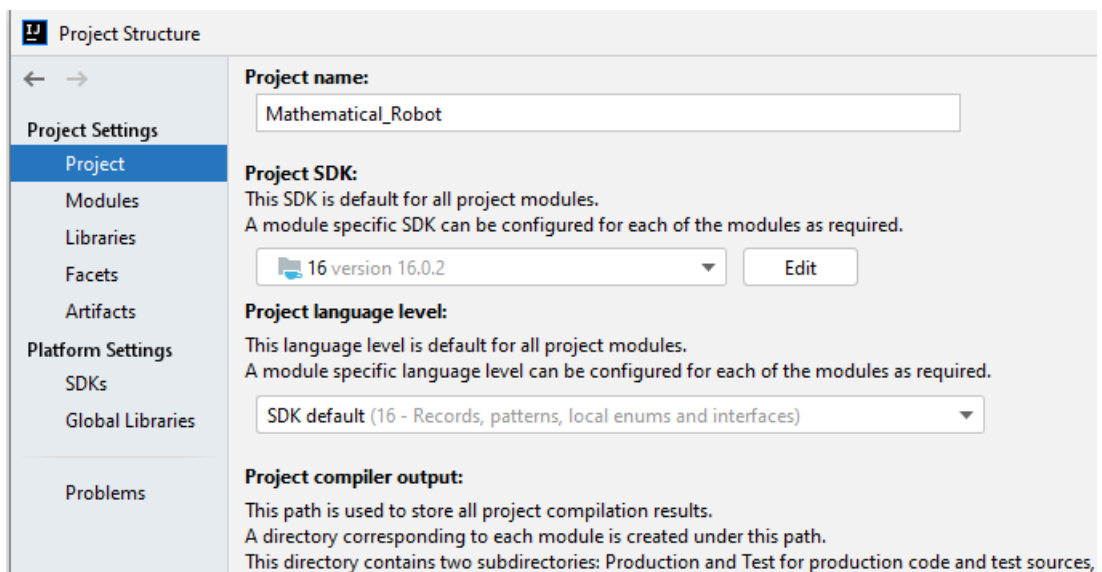 IJ Project Structure
Project Settings
Project
Modules
Libraries
Facets
Artifacts
Platform Settings
SDKs
Global Libraries
Problems
Project name:
Mathematical_Robot
Project SDK:
This SDK is default for all project modules.
A module specific SDK can be configured for each of the modules as required.
16 version 16.0.2
Edit
Project language level:
This language level is default for all project modules.
A module specific language level can be configured for each of the modules as required.
SDK default (16 - Records, patterns, local enums and interfaces)
Project compiler output:
This path is used to store all project compilation results.
A directory corresponding to each module is created under this path.
This directory contains two subdirectories: Production and Test for production code and test sources,